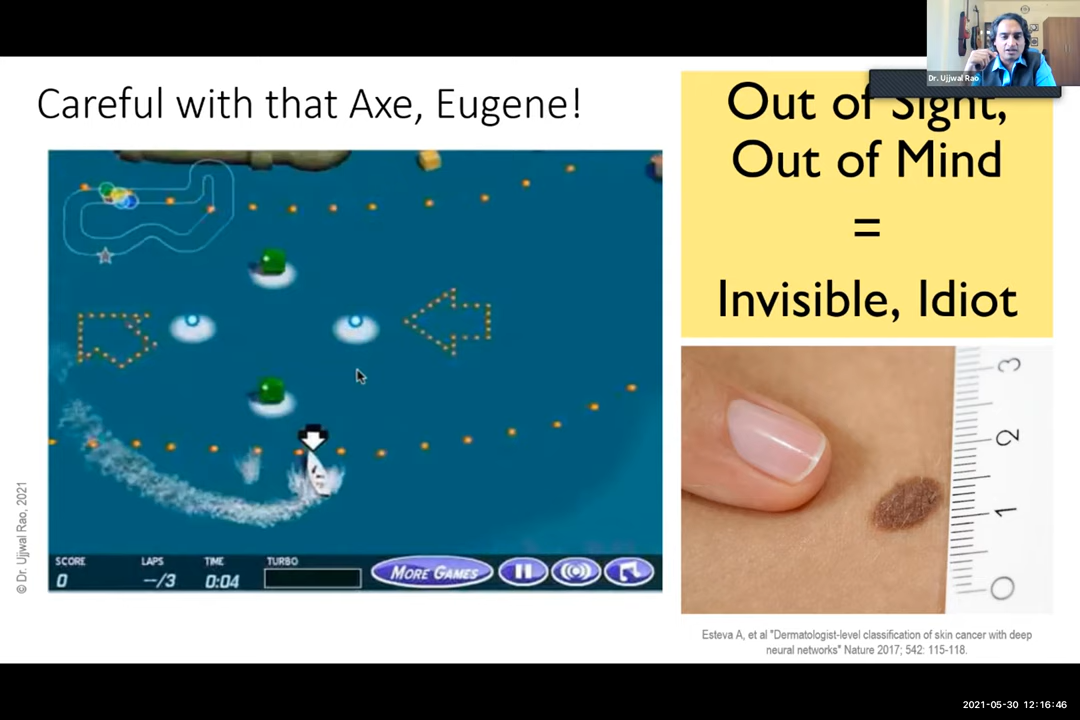 Dr. Ujjwal Rao
Careful with that Axe, Eugene!
Out of Sight,
Out of Mind
=
Invisible, Idiot
© Dr. Ujjwal Rao, 2021
SCORE
LAPS
TIME
TURBO
0
--/3
0:04
MORE GAMES
3
2
1
0
Esteva A, et al "Dermatologist-level classification of skin cancer with deep
neural networks" Nature 2017; 542: 115-118.
2021-05-30 12:16:46